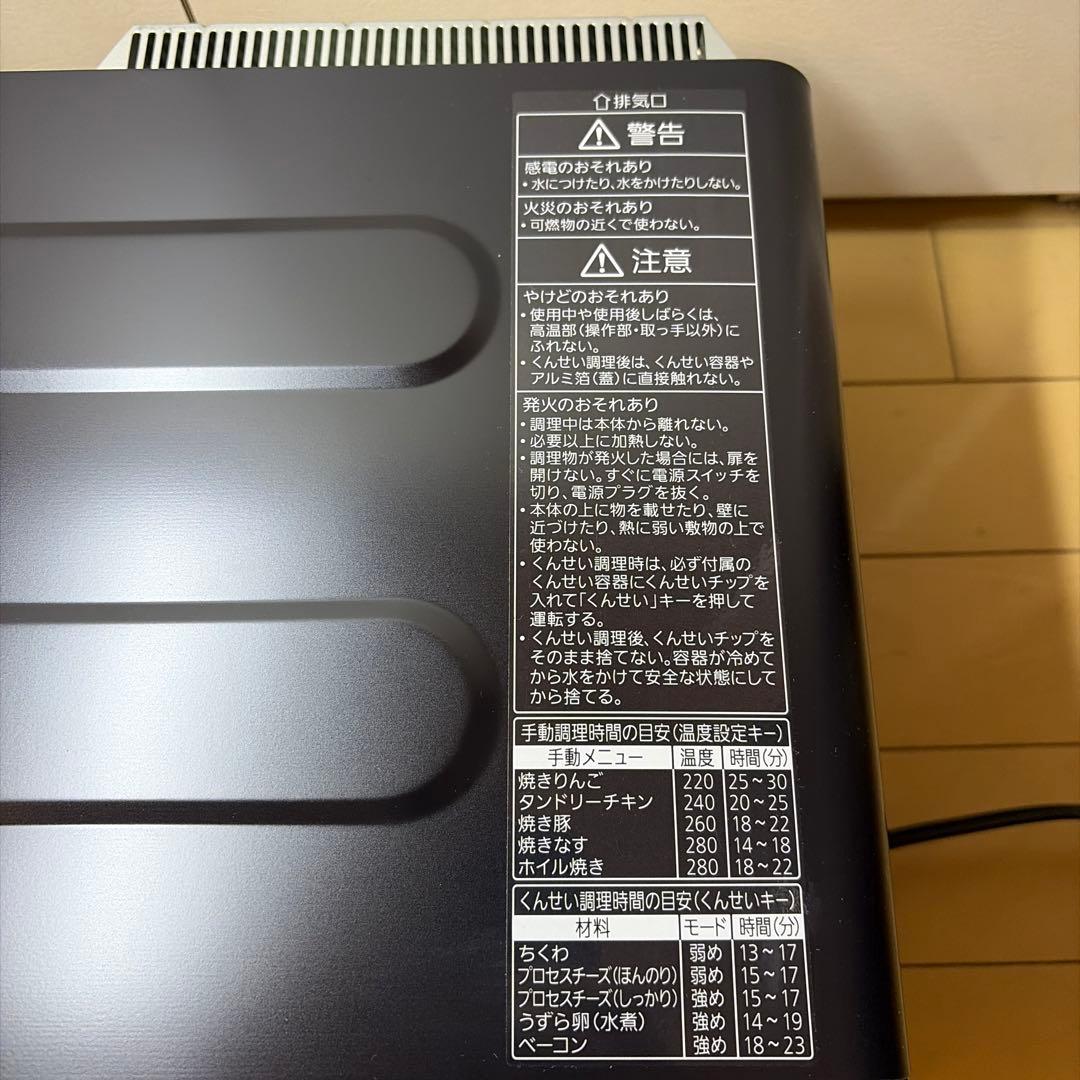 ⇧排気口
⚠警告
感電のおそれあり
・水につけたり、水をかけたりしない。
火災のおそれあり
・可燃物の近くで使わない。
⚠注意
やけどのおそれあり
・使用中や使用後しばらくは、
高温部(操作部・取っ手以外)に
ふれない。
・くんせい調理後は、くんせい容器や
アルミ箔(蓋)に直接触れない。
発火のおそれあり
・調理中は本体から離れない。
・必要以上に加熱しない。
・調理物が発火した場合には、扉を
開けない。すぐに電源スイッチを
切り、電源プラグを抜く。
・本体の上に物を載せたり、壁に
近づけたり、熱に弱い敷物の上で
使わない。
・くんせい調理時は、必ず付属の
くんせい容器にくんせいチップを
入れて「くんせい」キーを押して
運転する。
・くんせい調理後、くんせいチップを
そのまま捨てない。容器が冷めて
から水をかけて安全な状態にして
から捨てる。
手動調理時間の目安(温度設定キー)
手動メニュー 温度 時間(分)
焼きりんご 220 25~30
タンドリーチキン 240 20~25
焼き豚 260 18~22
焼きなす 280 14~18
ホイル焼き 280 18~22
くんせい調理時間の目安(くんせいキー)
材料 モード 時間(分)
ちくわ 弱め 13~17
プロセスチーズ(ほんのり) 弱め 15~17
プロセスチーズ(しっかり) 強め 15~17
うずら卵(水煮) 強め 14~19
ベーコン 強め 18~23